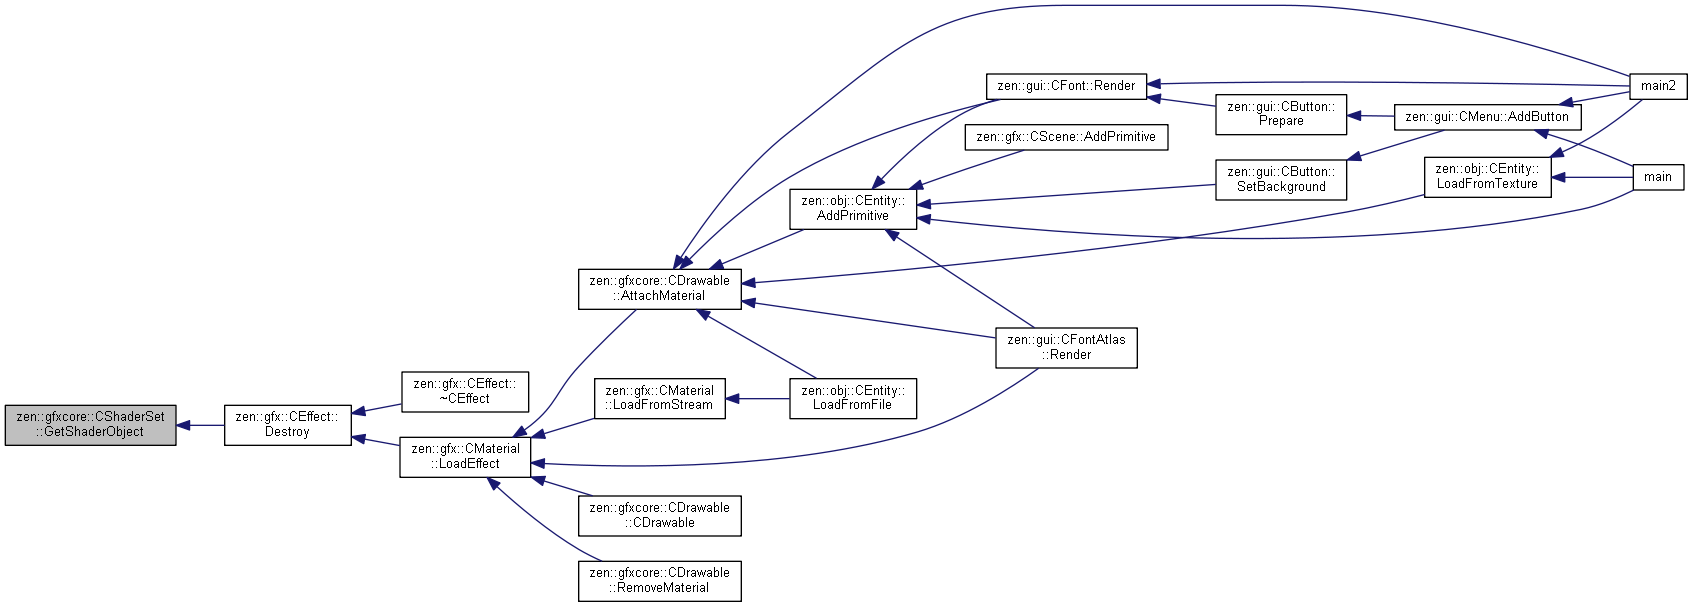 zen::gfxcore::CShaderSet
::GetShaderObject
zen::gfx::CEffect::
Destroy
zen::gfx::CEffect::
~CEffect
zen::gfx::CMaterial
::LoadEffect
zen::gfxcore::CDrawable
::AttachMaterial
zen::gfx::CMaterial
::LoadFromStream
zen::gfxcore::CDrawable
::CDrawable
zen::gfxcore::CDrawable
::RemoveMaterial
zen::obj::CEntity::
AddPrimitive
zen::obj::CEntity::
LoadFromFile
zen::gui::CFont::Render
zen::gfx::CScene::AddPrimitive
zen::gui::CFontAtlas
::Render
zen::gui::CButton::
Prepare
zen::gui::CButton::
SetBackground
zen::gui::CMenu::AddButton
zen::obj::CEntity::
LoadFromTexture
main2
main